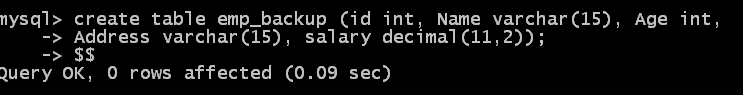 mysql> create table emp_backup (id int, Name varchar(15), Age int,
    -> Address varchar(15), salary decimal(11,2));
    -> $$
Query OK, 0 rows affected (0.09 sec)